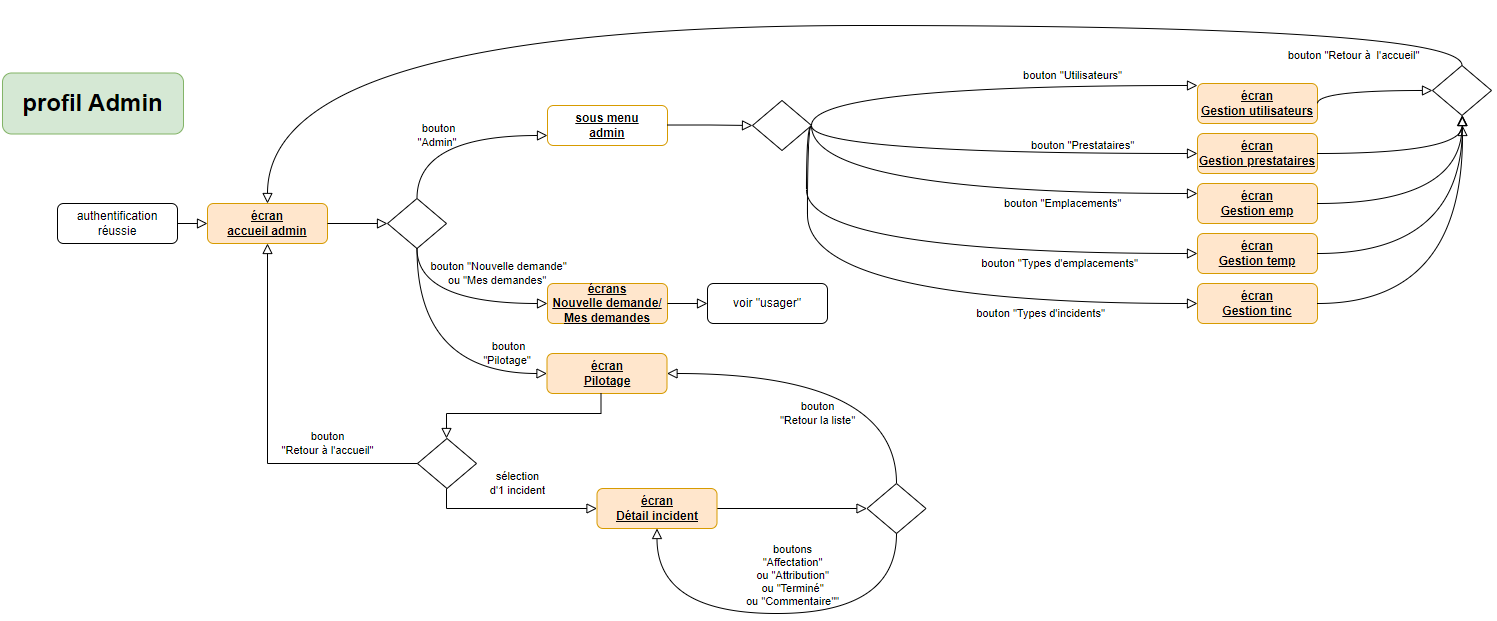 profil Admin
bouton "Retour à  l'accueil"
bouton "Utilisateurs"
écran
Gestion utilisateurs
sous menu
admin
bouton
"Admin"
bouton "Prestataires"
écran
Gestion prestataires
bouton "Emplacements"
écran
Gestion emp
authentification
réussie
écran
accueil admin
bouton "Types d'emplacements"
écran
Gestion temp
bouton "Nouvelle demande"
ou "Mes demandes"
écrans
Nouvelle demande/
Mes demandes
voir "usager"
bouton "Types d'incidents"
écran
Gestion tinc
bouton
"Pilotage"
écran
Pilotage
bouton
"Retour la liste"
bouton
"Retour à l'accueil"
sélection
d'1 incident
écran
Détail incident
boutons
"Affectation"
ou "Attribution"
ou "Terminé"
ou "Commentaire""